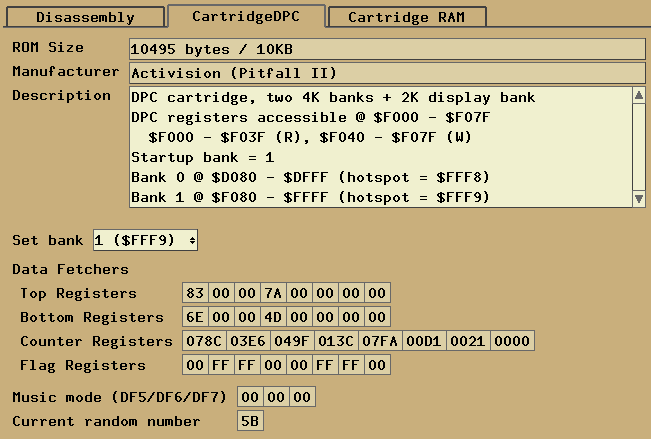 Disassembly CartridgeDPC Cartridge RAM
ROM Size 10495 bytes / 10KB
Manufacturer Activision (Pitfall II)
Description DPC cartridge, two 4K banks + 2K display bank
DPC registers accessible @ $F000 - $F07F
$F000 - $F03F (R), $F040 - $F07F (W)
Startup bank = 1
Bank 0 @ $D080 - $DFFF (hotspot = $FFF8)
Bank 1 @ $F080 - $FFFF (hotspot = $FFF9)
Set bank 1 ($FFF9)
Data Fetchers
Top Registers 83 00 00 7A 00 00 00 00
Bottom Registers 6E 00 00 4D 00 00 00 00
Counter Registers 078C 03E6 049F 013C 07FA 00D1 0021 0000
Flag Registers 00 FF FF 00 00 FF FF 00
Music mode (DF5/DF6/DF7) 00 00 00
Current random number 5B